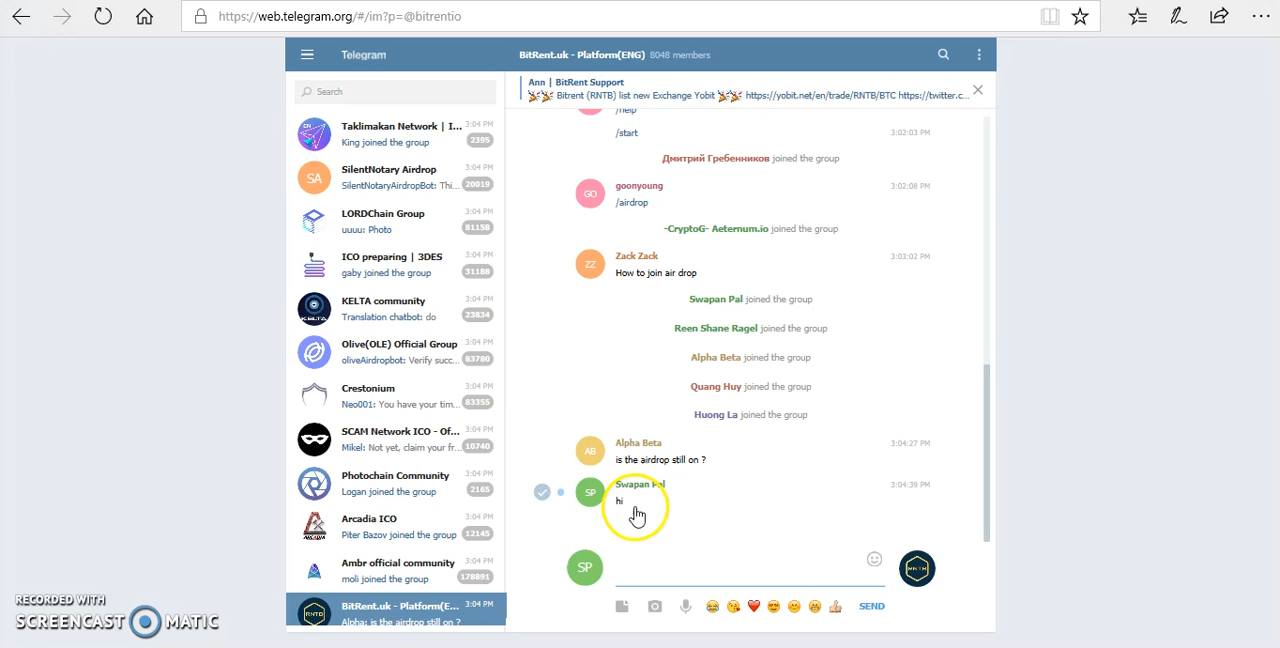 https://web.telegram.org/#/im?p=@bitrentio
Telegram
BitRent.uk - Platform(ENG) 8048 members
Search
Ann | BitRent Support
Bitrent (RNTB) list new Exchange Yobit https://yobit.net/en/trade/RNTB/BTC https://twitter.c...
EN
Taklimakan Network | I... 3:04 PM
King joined the group 2395
SA
SilentNotary Airdrop 3:04 PM
SilentNotaryAirdropBot: Thi... 20019
LORDChain Group 3:04 PM
uuuu: Photo 81158
ICO preparing | 3DES 3:04 PM
gaby joined the group 31188
KELTA community 3:04 PM
Translation chatbot: do 23834
KELTA
Olive(OLE) Official Group 3:04 PM
oliveAirdropbot: Verify succ... 83780
Crestonium 3:04 PM
Neo001: You have your tim... 83355
SCAM Network ICO - Of... 3:04 PM
Mikel: Not yet, claim your fr... 10740
Photochain Community 3:04 PM
Logan joined the group 2165
Arcadia ICO 3:04 PM
Piter Bazov joined the group 12145
ARCADIA
Ambr official community 3:04 PM
moli joined the group 178891
BitRent.uk - Platform(E... 3:04 PM
Alpha: is the airdrop still on ?
RNTB
/help
/start 3:02:03 PM
Дмитрий Гребенников joined the group
GO
goonyoung 3:02:08 PM
/airdrop
-CryptoG- Aeternum.io joined the group
ZZ
Zack Zack 3:03:02 PM
How to join air drop
Swapan Pal joined the group
Reen Shane Ragel joined the group
Alpha Beta joined the group
Quang Huy joined the group
Huong La joined the group
AB
Alpha Beta 3:04:27 PM
is the airdrop still on ?
SP
Swapan Pal 3:04:39 PM
hi
SP
RNTB
SEND
RECORDED WITH
SCREENCAST MATIC